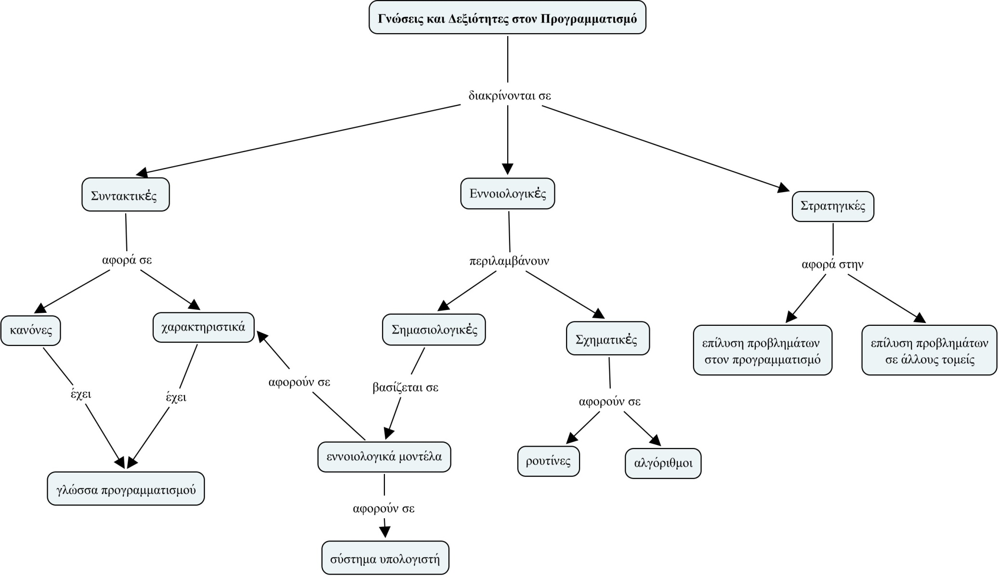 Γνώσεις και Δεξιότητες στον Προγραμματισμό
διακρίνονται σε
Συντακτικές
Εννοιολογικές
Στρατηγικές
αφορά σε
περιλαμβάνουν
αφορά στην
κανόνες
χαρακτηριστικά
Σημασιολογικές
Σχηματικές
επίλυση προβλημάτων
στον προγραμματισμό
επίλυση προβλημάτων
σε άλλους τομείς
έχει
έχει
αφορούν σε
βασίζεται σε
αφορούν σε
εννοιολογικά μοντέλα
ρουτίνες
αλγόριθμοι
γλώσσα προγραμματισμού
αφορούν σε
σύστημα υπολογιστή